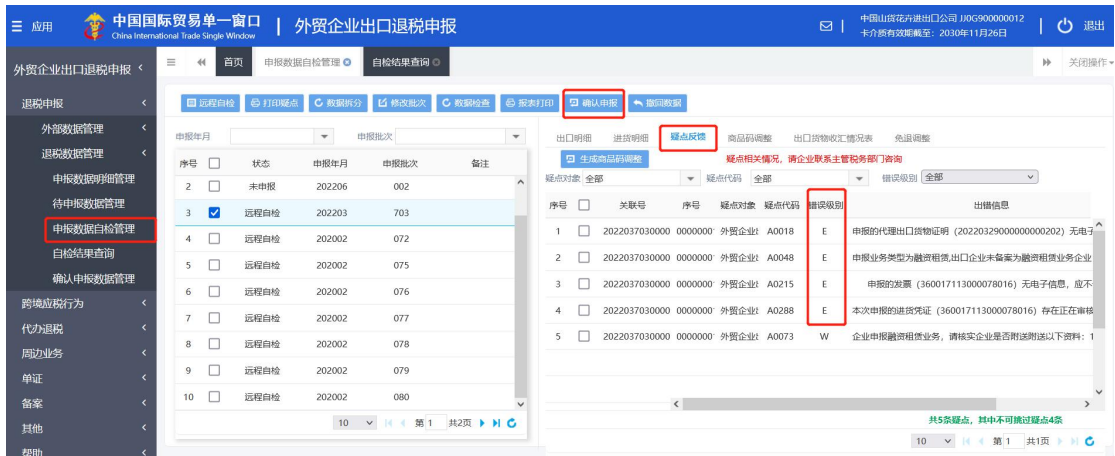 应用
中国国际贸易单一窗口
China International Trade Single Window
外贸企业出口退税申报
中国山货花卉进出口公司 JJ0G900000012
卡介质有效期截至：2030年11月26日
退出
外贸企业出口退税申报
首页
申报数据自检管理
自检结果查询
关闭操作
退税申报
外部数据管理
退税数据管理
申报数据明细管理
待申报数据管理
申报数据自检管理
自检结果查询
确认申报数据管理
跨境应税行为
代办退税
周边业务
单证
备案
其他
帮助
远程自检 打印疑点 数据拆分 修改批次 数据检查 报表打印 确认申报 撤回数据
申报年月 申报批次
序号 状态 申报年月 申报批次 备注
2 未申报 202206 002
3 远程自检 202203 703
4 远程自检 202002 072
5 远程自检 202002 075
6 远程自检 202002 076
7 远程自检 202002 077
8 远程自检 202002 078
9 远程自检 202002 079
10 远程自检 202002 080
10 第 1 共2页
出口明细 进货明细 疑点反馈 商品码调整 出口货物收汇情况表 免退调整
生成商品码调整 疑点相关情况，请企业联系主管税务部门咨询
疑点对象 全部 疑点代码 全部 错误级别 全部
序号 关联号 序号 疑点对象 疑点代码 错误级别 出错信息
1 2022037030000 0000000 外贸企业 A0018 E 申报的代理出口货物证明（20220329000000000202）无电子
2 2022037030000 0000000 外贸企业 A0048 E 申报业务类型为融资租赁,出口企业未备案为融资租赁业务企业
3 2022037030000 0000000 外贸企业 A0215 E 申报的发票（360017113000078016）无电子信息，应不
4 2022037030000 0000000 外贸企业 A0288 E 本次申报的进货凭证（360017113000078016）存在正在审核
5 2022037030000 0000000 外贸企业 A0073 W 企业申报融资租赁业务，请核实企业是否附送附送以下资料：1
共5条疑点，其中不可挑过疑点4条
10 第 1 共1页